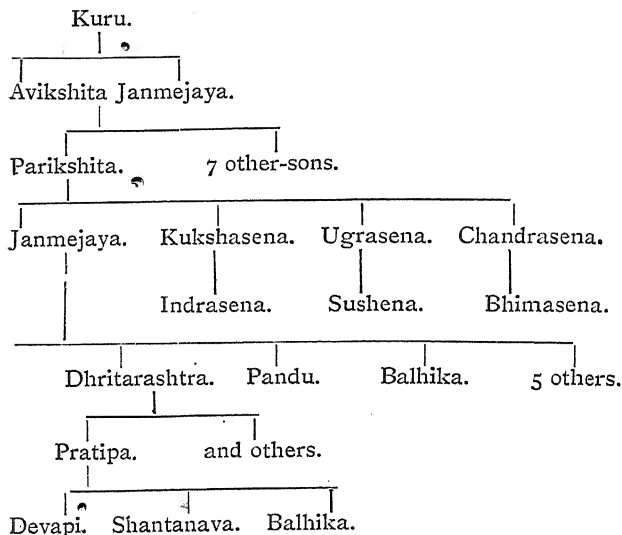 Kuru.
Avikshita Janmejaya.
Parikshita. 7 other-sons.
Janmejaya. Kukshasena. Ugrasena. Chandrasena.
Indrasena. Sushena. Bhimasena.
Dhritarashtra. Pandu. Balhika. 5 others.
Pratipa. and others.
Devapi. Shantanava. Balhika.